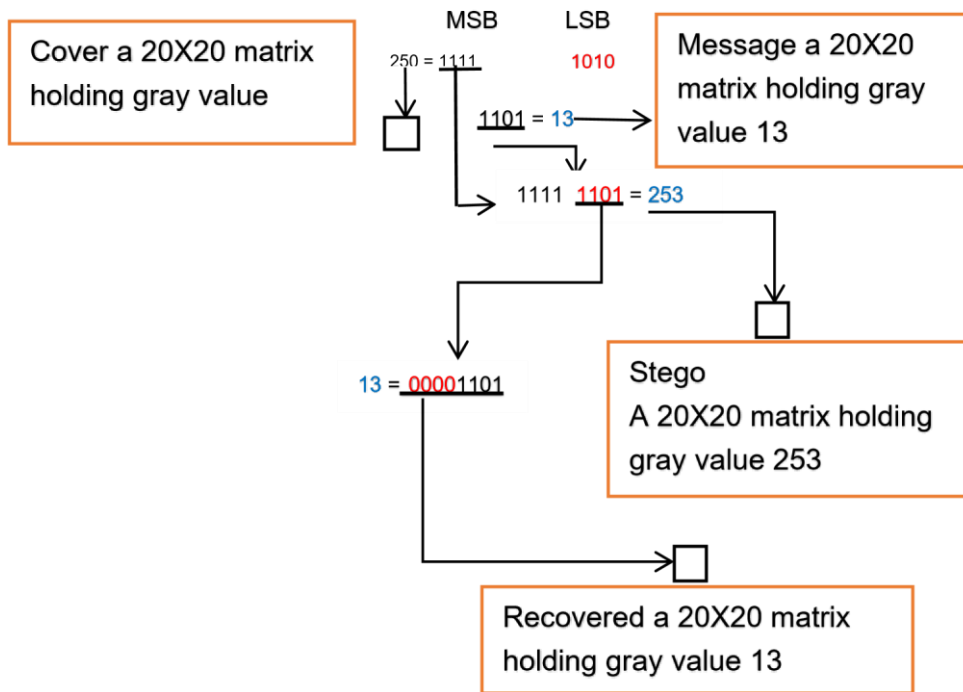 MSB LSB
Cover a 20X20 matrix
holding gray value
250 = 1111 1010
Message a 20X20
matrix holding gray
value 13
1101 = 13
1111 1101 = 253
Stego
A 20X20 matrix holding
gray value 253
13 = 00001101
Recovered a 20X20 matrix
holding gray value 13